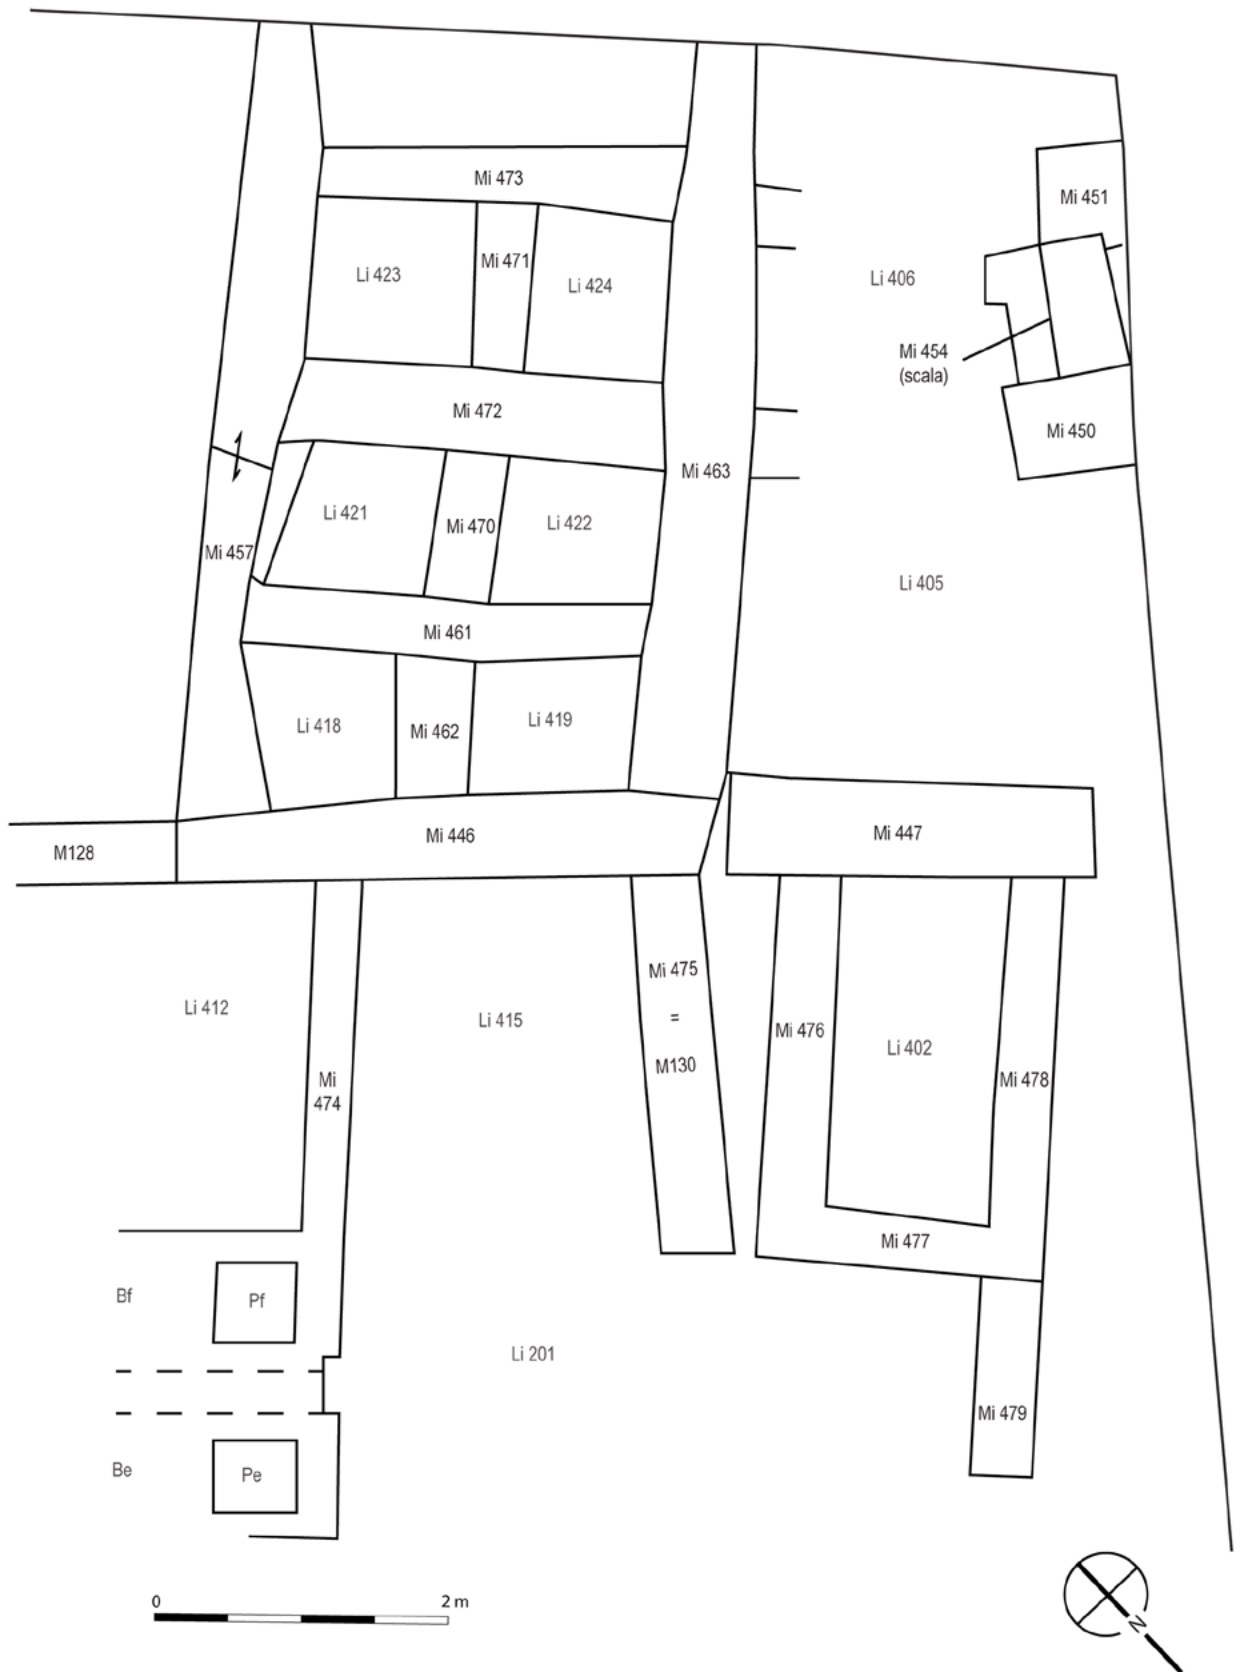 Mi 473
Mi 451
Li 423
Mi 471
Li 424
Li 406
Mi 454
(scala)
Mi 472
Mi 450
Mi 463
Li 421
Mi 470
Li 422
Mi 457
Li 405
Mi 461
Li 418
Mi 462
Li 419
M128
Mi 446
Mi 447
Li 412
Li 415
Mi 475
=
M130
Mi 476
Li 402
Mi 478
Mi
474
Mi 477
Bf
Pf
Li 201
Mi 479
Be
Pe
0
2 m
N